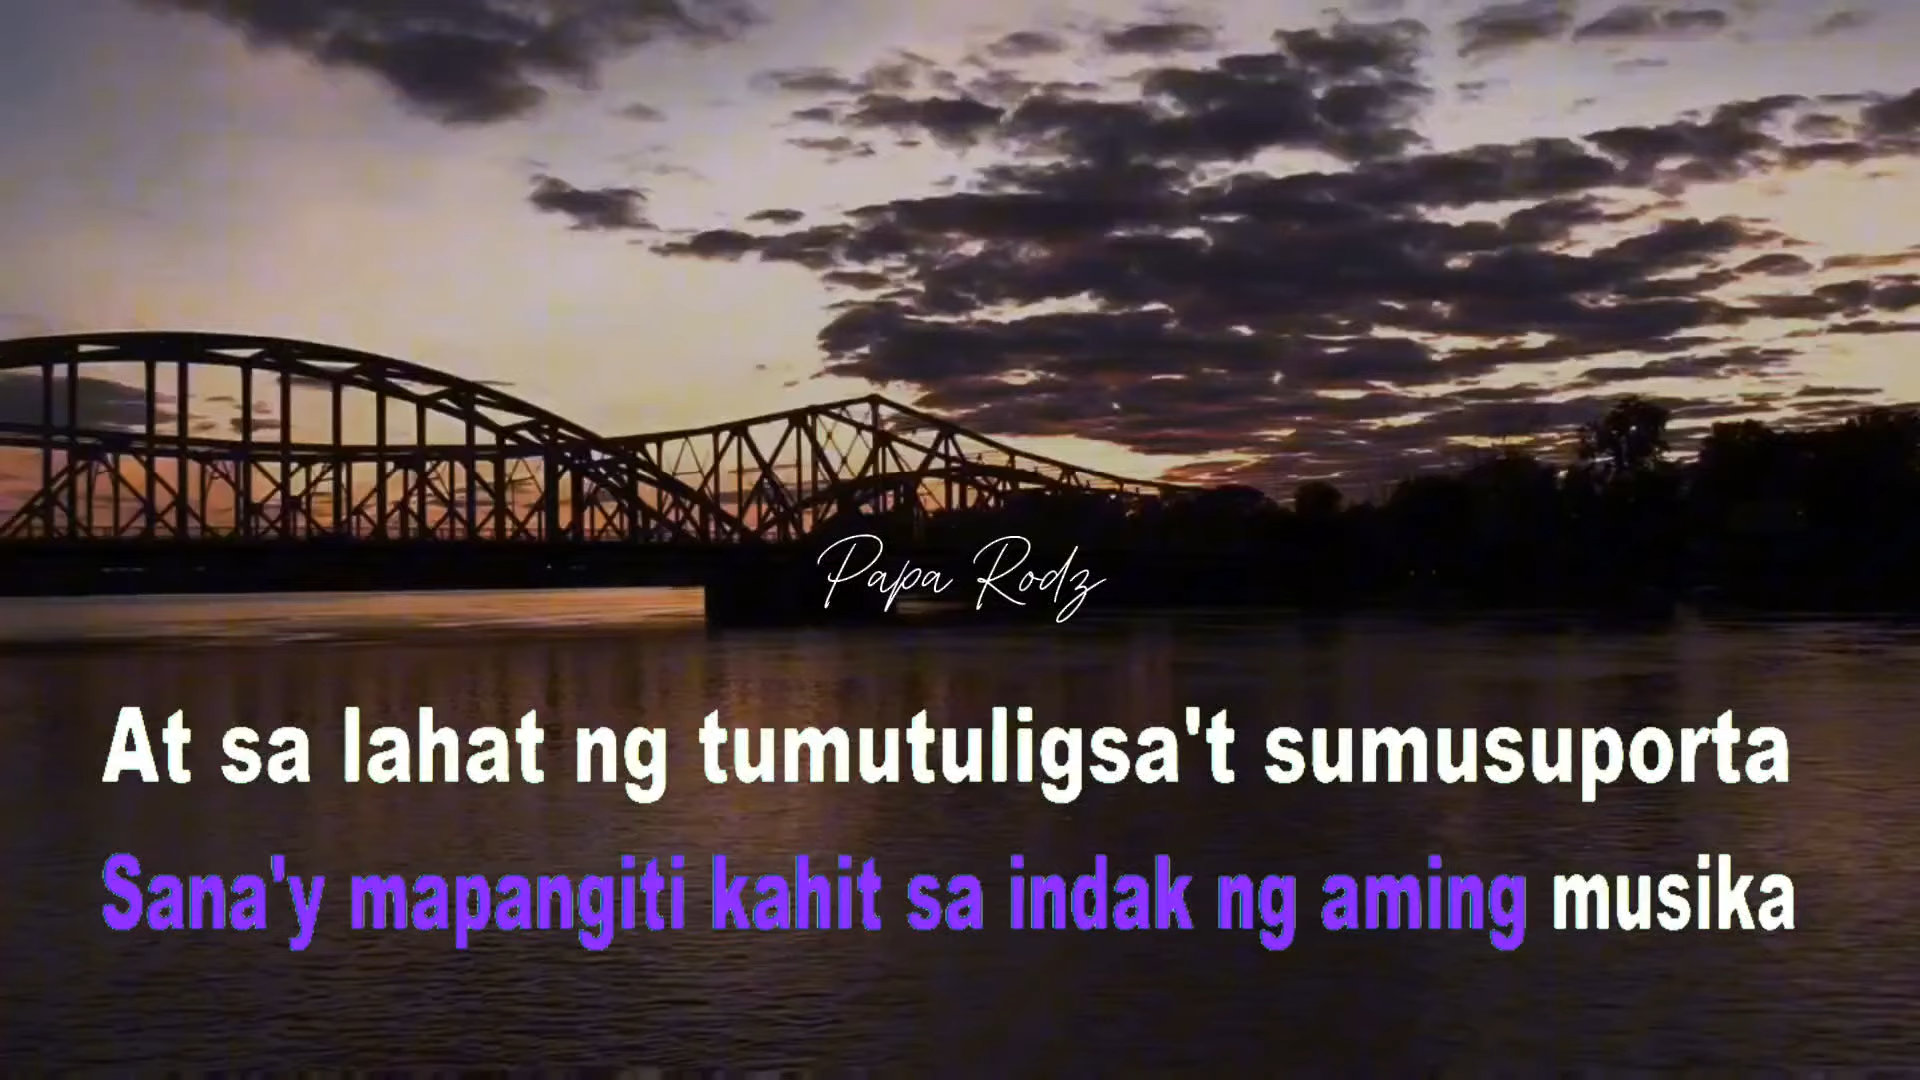 Papa Rodz
At sa lahat ng tumutuligsa't sumusuporta
Sana'y mapangiti kahit sa indak ng aming musika